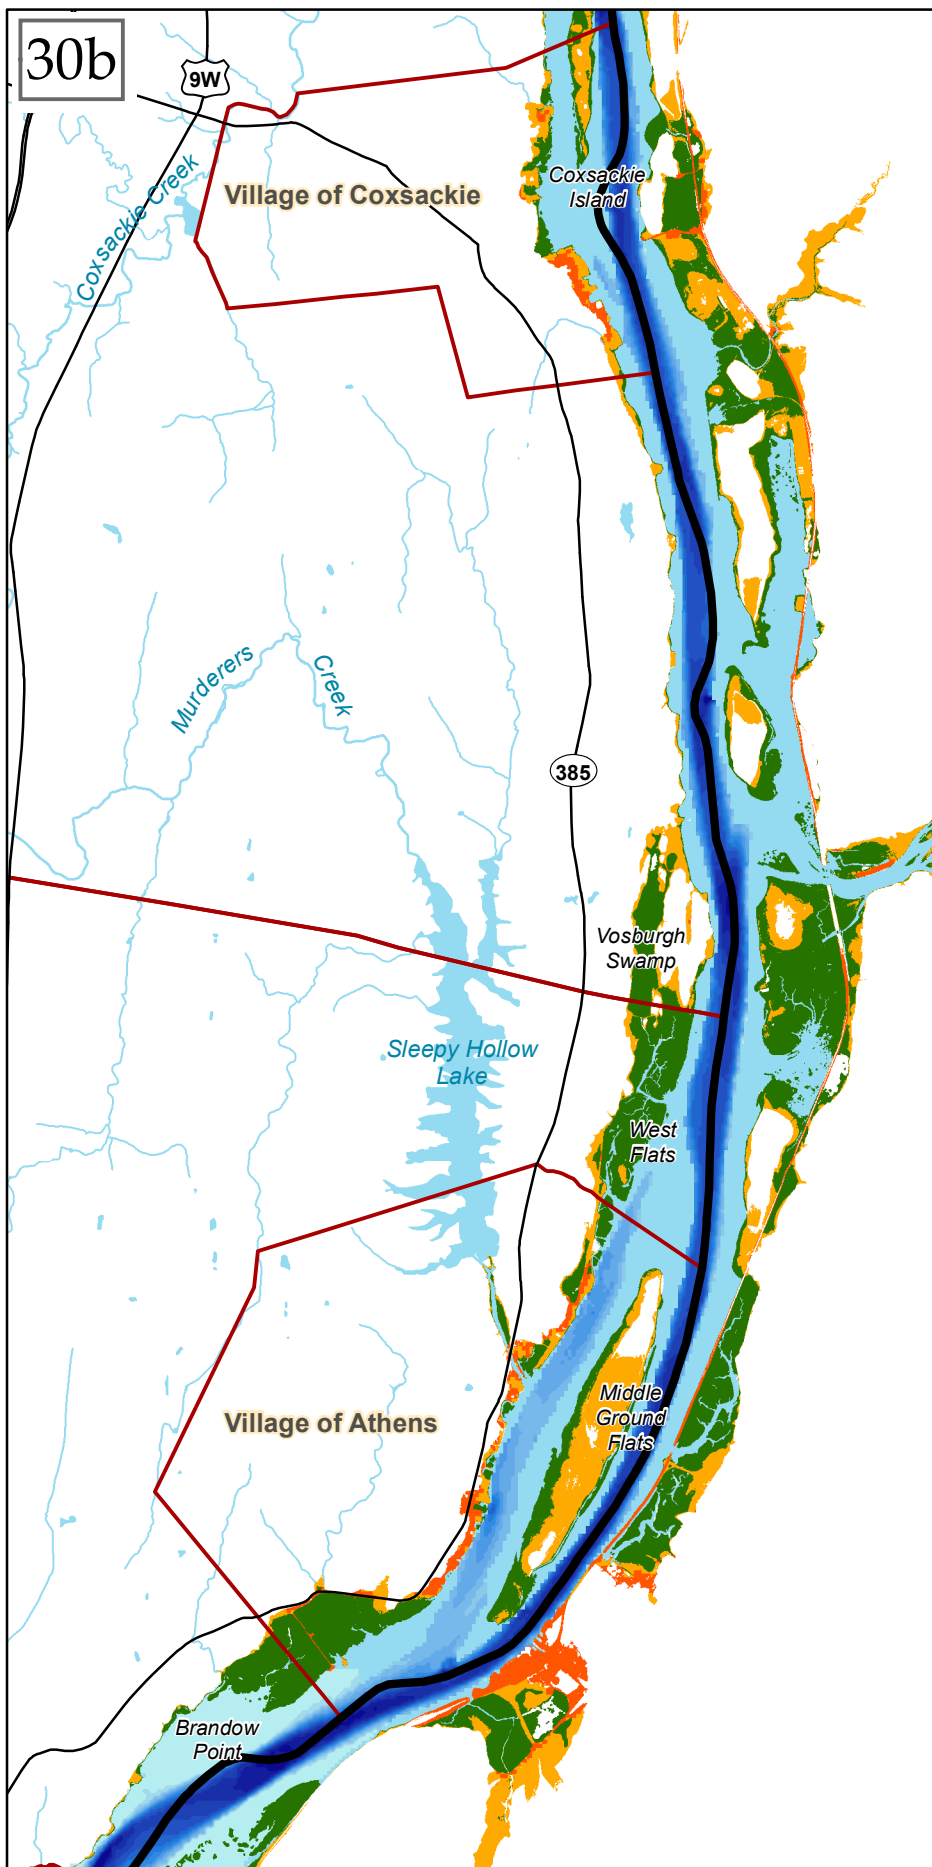 30b
9W
Coxsackie Creek
Village of Coxsackie
Coxsackie
Island
Murderers
Creek
385
Vosburgh
Swamp
Sleepy Hollow
Lake
West
Flats
Middle
Ground
Flats
Village of Athens
Brandow
Point